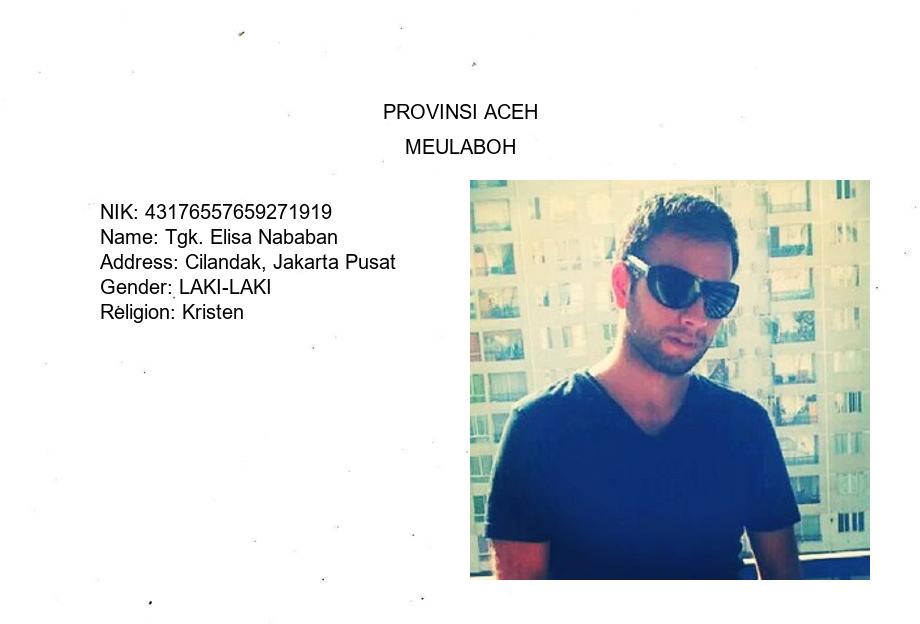 PROVINSI ACEH
MEULABOH
NIK: 43176557659271919
Name: Tgk. Elisa Nababan
Address: Cilandak, Jakarta Pusat
Gender: LAKI-LAKI
Religion: Kristen